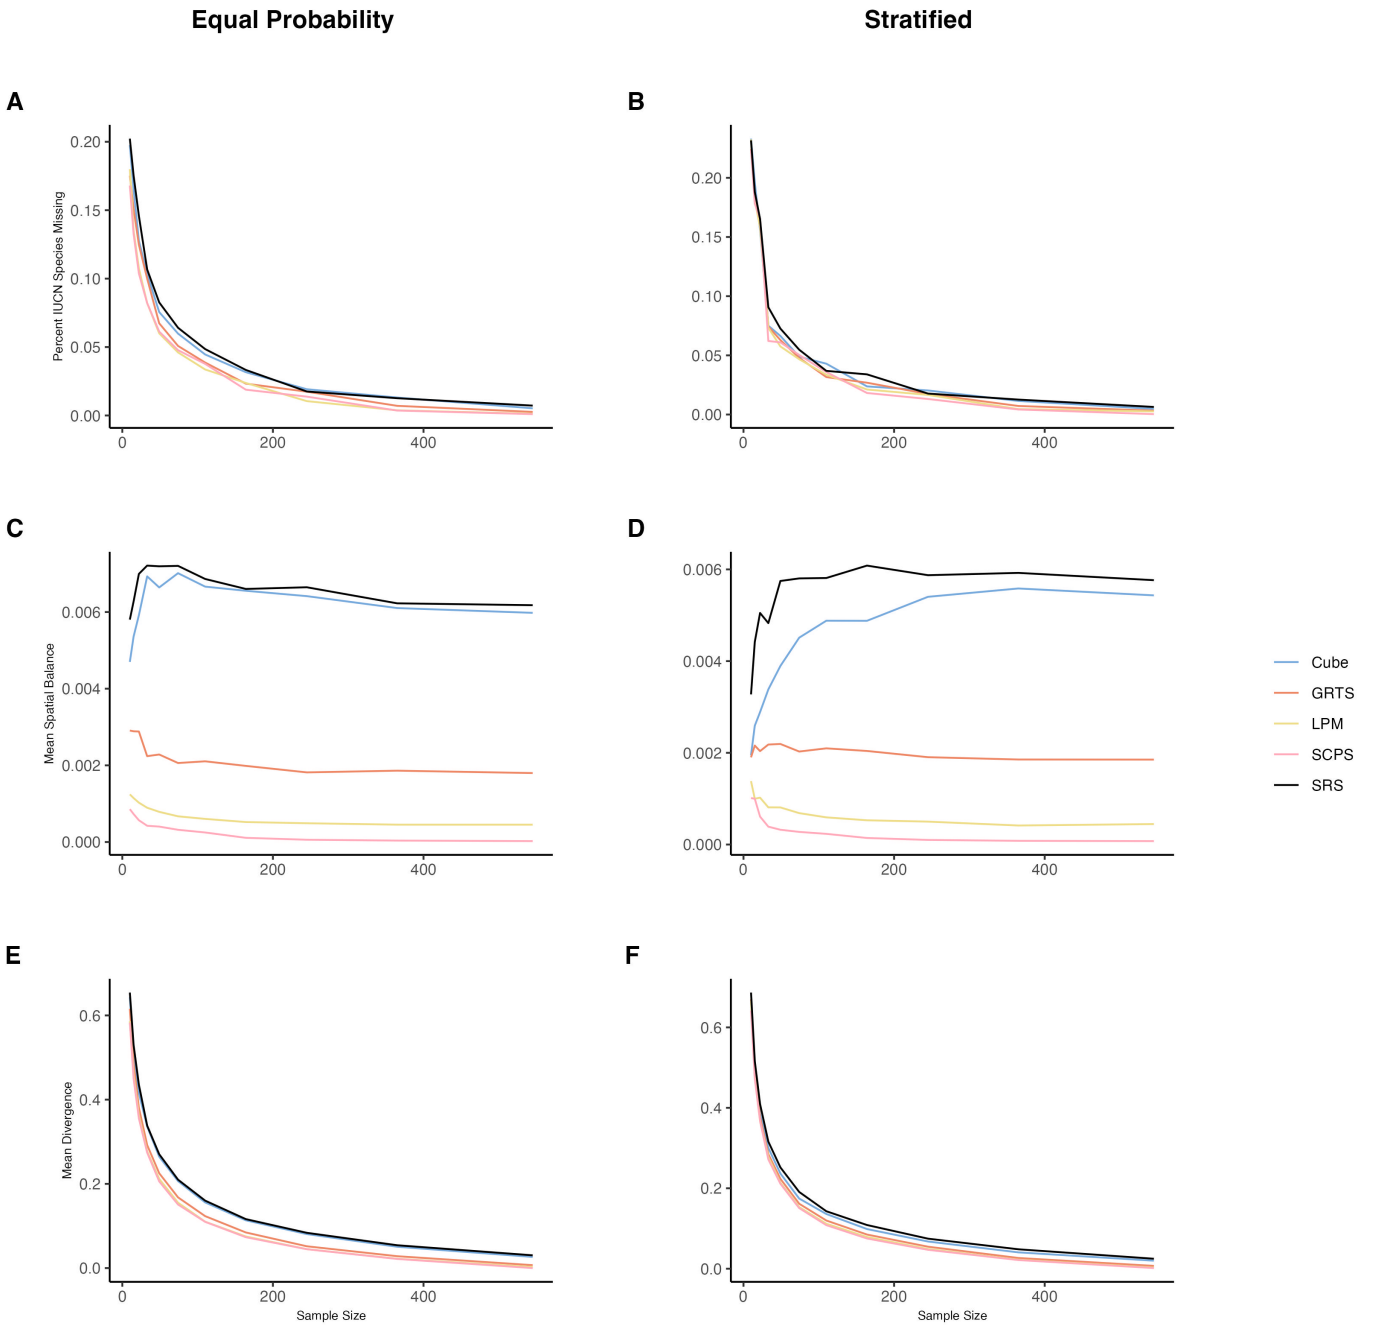 Equal Probability
Stratified
A
B
Percent IUCN Species Missing
0.20
0.15
0.10
0.05
0.00
0 200 400
0.20
0.15
0.10
0.05
0.00
0 200 400
C
D
Mean Spatial Balance
0.006
0.004
0.002
0.000
0 200 400
0.006
0.004
0.002
0.000
0 200 400
Cube
GRTS
LPM
SCPS
SRS
E
F
Mean Divergence
0.6
0.4
0.2
0.0
0 200 400
Sample Size
0.6
0.4
0.2
0.0
0 200 400
Sample Size